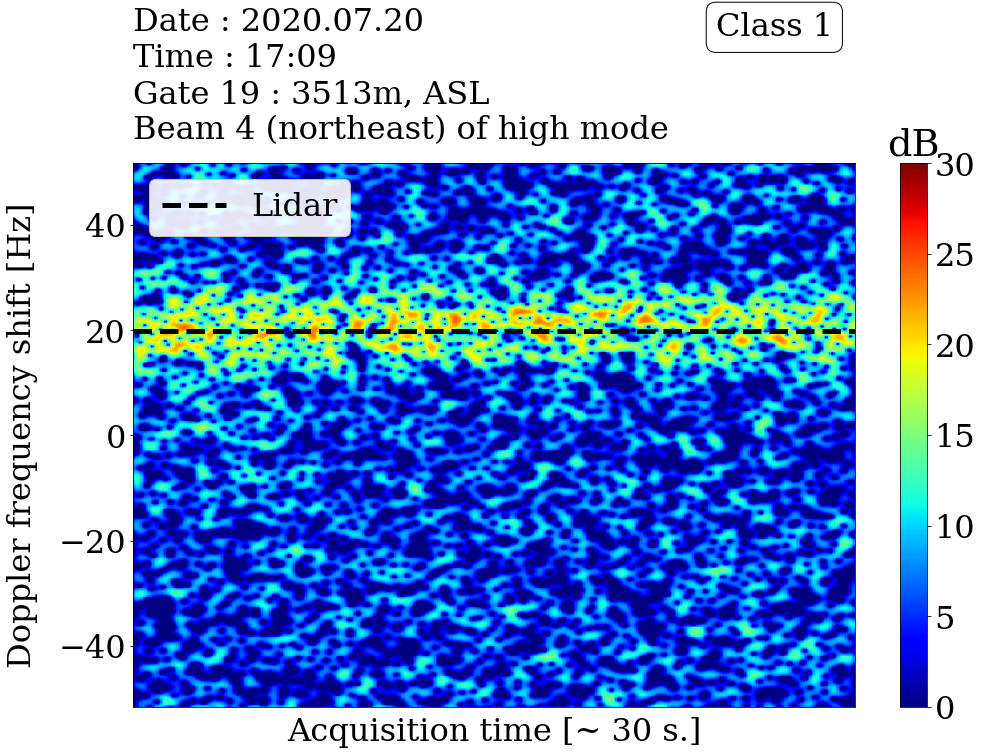 Date : 2020.07.20
Time : 17:09
Gate 19 : 3513m, ASL
Beam 4 (northeast) of high mode
Class 1
Lidar
Doppler frequency shift [Hz]
40
20
0
−20
−40
Acquisition time [~ 30 s.]
dB
30
25
20
15
10
5
0